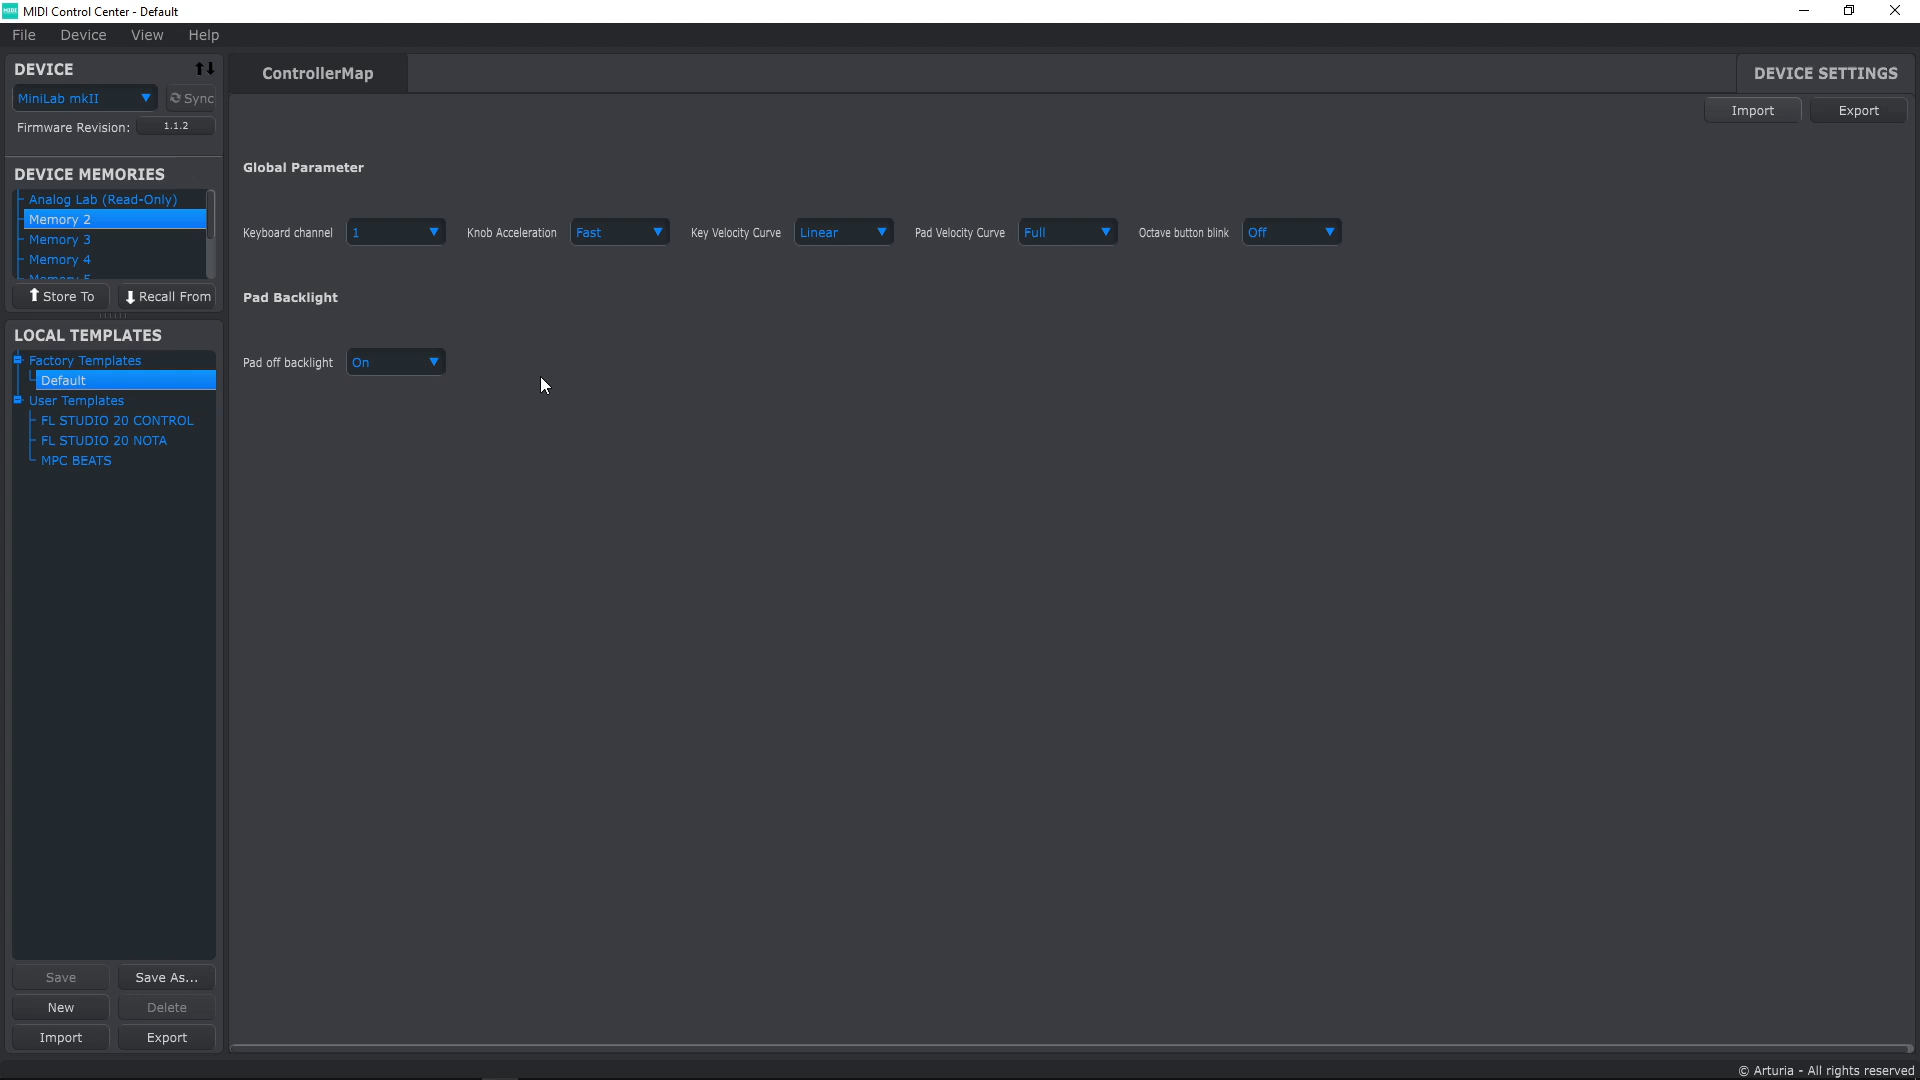 MIDI Control Center - Default
File Device View Help
DEVICE
MiniLab mkII Sync
Firmware Revision: 1.1.2
DEVICE MEMORIES
Analog Lab (Read-Only)
Memory 2
Memory 3
Memory 4
Memory 5
Store To Recall From
LOCAL TEMPLATES
Factory Templates
Default
User Templates
FL STUDIO 20 CONTROL
FL STUDIO 20 NOTA
MPC BEATS
Save Save As...
New Delete
Import Export
ControllerMap DEVICE SETTINGS
Import Export
Global Parameter
Keyboard channel 1 Knob Acceleration Fast Key Velocity Curve Linear Pad Velocity Curve Full Octave button blink Off
Pad Backlight
Pad off backlight On
© Arturia - All rights reserved